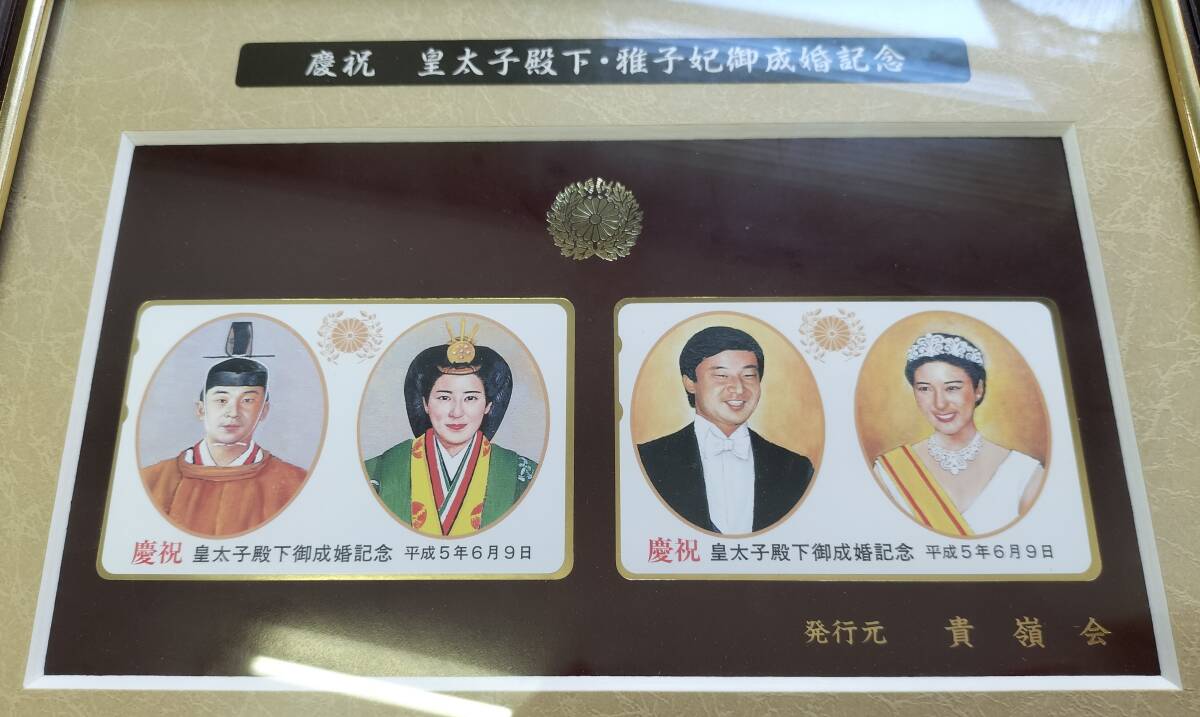 慶祝　皇太子殿下・雅子妃御成婚記念
慶祝 皇太子殿下御成婚記念 平成5年6月9日
慶祝 皇太子殿下御成婚記念 平成5年6月9日
発行元　貴嶺会